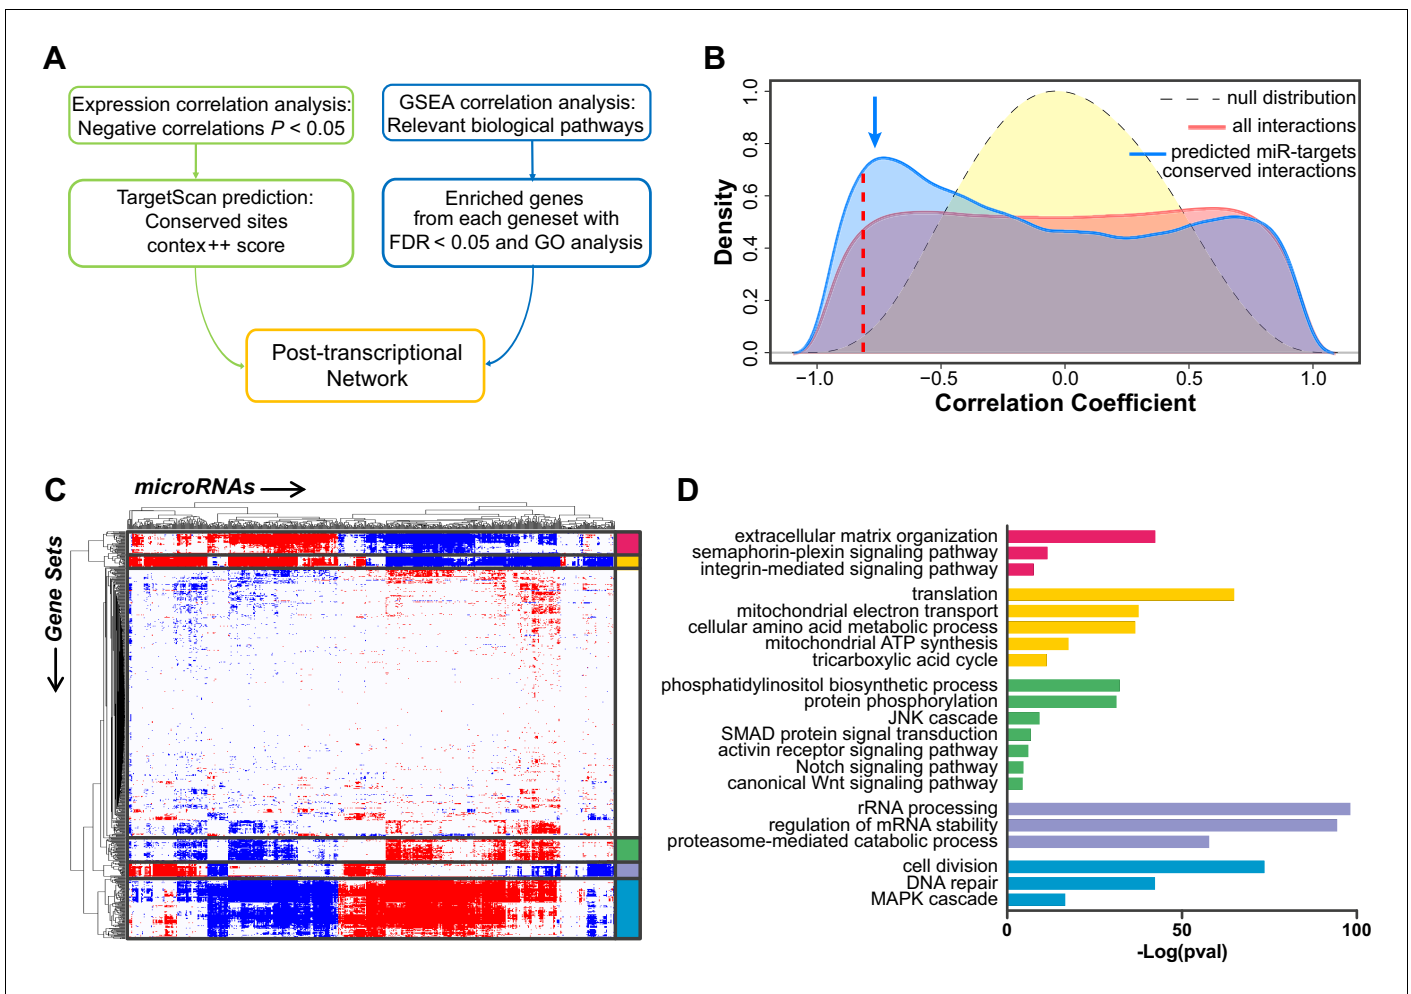 A
Expression correlation analysis:
Negative correlations P < 0.05
GSEA correlation analysis:
Relevant biological pathways
TargetScan prediction:
Conserved sites
contex++ score
Enriched genes
from each geneset with
FDR < 0.05 and GO analysis
Post-transcriptional
Network
B
null distribution
all interactions
predicted miR-targets
conserved interactions
Density
0.0
0.2
0.4
0.6
0.8
1.0
−1.0
−0.5
0.0
0.5
1.0
Correlation Coefficient
C
microRNAs
Gene Sets
D
extracellular matrix organization
semaphorin-plexin signaling pathway
integrin-mediated signaling pathway
translation
mitochondrial electron transport
cellular amino acid metabolic process
mitochondrial ATP synthesis
tricarboxylic acid cycle
phosphatidylinositol biosynthetic process
protein phosphorylation
JNK cascade
SMAD protein signal transduction
activin receptor signaling pathway
Notch signaling pathway
canonical Wnt signaling pathway
rRNA processing
regulation of mRNA stability
proteasome-mediated catabolic process
cell division
DNA repair
MAPK cascade
0
50
100
-Log(pval)